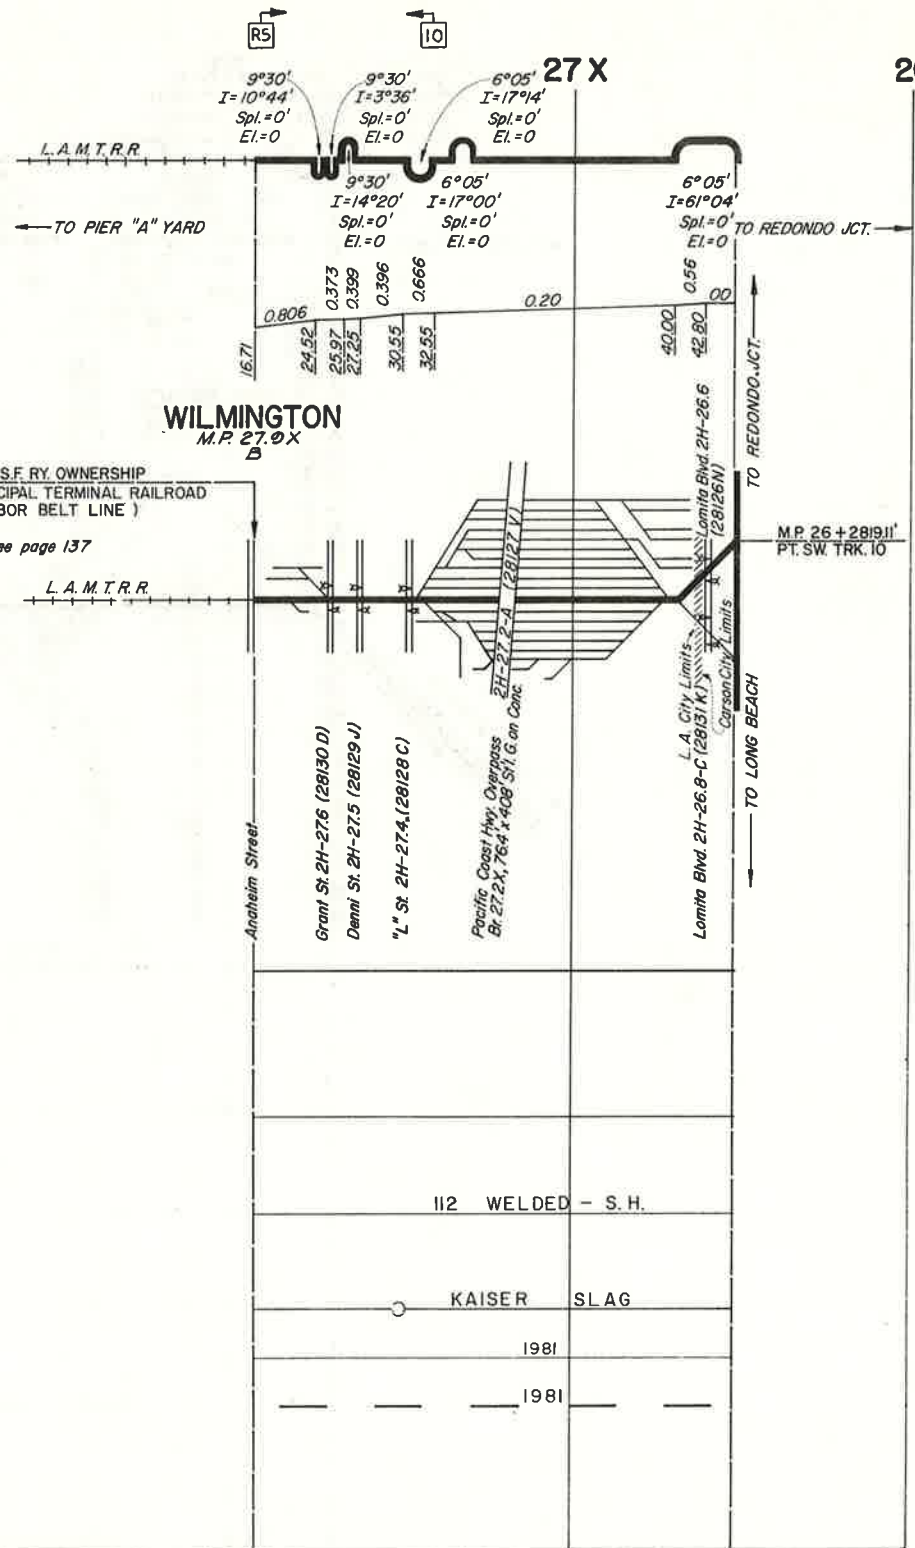 RS
10
27 X
9°30'
I=10°44'
Spl.=0'
El.=0
9°30'
I=3°36'
Spl.=0'
El.=0
6°05'
I=17°14'
Spl.=0'
El.=0
L.A.M.T.R.R.
9°30'
I=14°20'
Spl.=0'
El.=0
6°05'
I=17°00'
Spl.=0'
El.=0
6°05'
I=61°04'
Spl.=0'
El.=0
TO PIER "A" YARD
TO REDONDO JCT.
0.806
0.373
0.399
0.396
0.666
0.20
0.56
00
16.71
24.52
25.97
27.25
30.55
32.55
40.00
42.80
TO REDONDO JCT.
WILMINGTON
M.P. 27.9 X
B
S.F. RY. OWNERSHIP
CIPAL TERMINAL RAILROAD
BOR BELT LINE )
ee page 137
L.A.M.T.R.R.
2H-27.2-A (28127 V)
Lomita Blvd. 2H-26.6
(28126N)
M.P. 26 + 2819.11'
PT. SW. TRK. 10
L.A. City Limits
Carson City Limits
TO LONG BEACH
Anaheim Street
Grant St. 2H-27.6 (28130 D)
Denni St. 2H-27.5 (28129 J)
"L" St. 2H-27.4 (28128 C)
Pacific Coast Hwy. Overpass
Br. 27.2X, 76.4' x 408' St'l. G. on Conc.
Lomita Blvd. 2H-26.8-C (28131 K)
112 WELDED - S.H.
KAISER SLAG
1981
1981